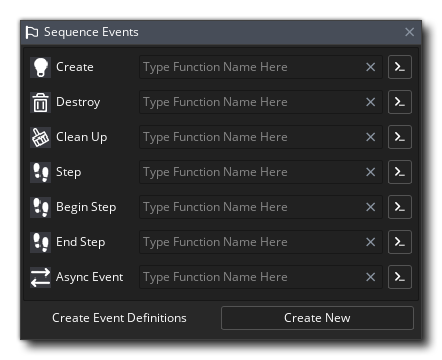 Sequence Events
Create Type Function Name Here
Destroy Type Function Name Here
Clean Up Type Function Name Here
Step Type Function Name Here
Begin Step Type Function Name Here
End Step Type Function Name Here
Async Event Type Function Name Here
Create Event Definitions Create New